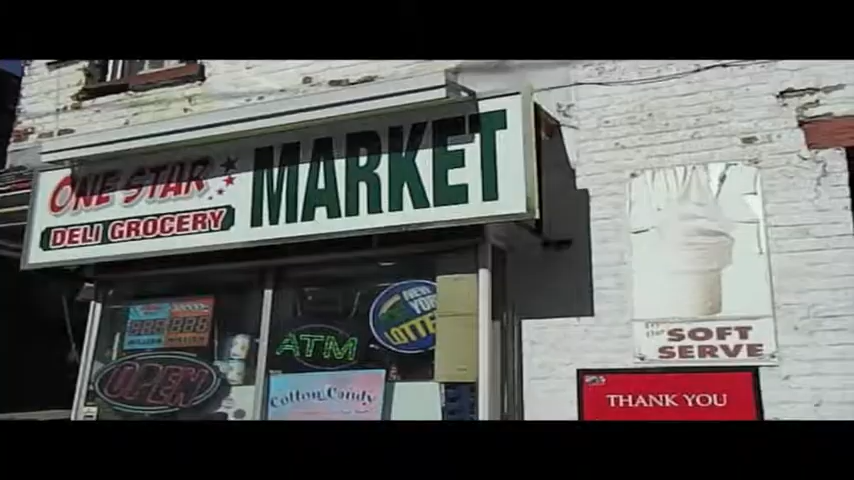 ONE STAR
DELI GROCERY
MARKET
NEW YORK
LOTTERY
ATM
OPEN
Cotton Candy
SOFT
SERVE
THANK YOU